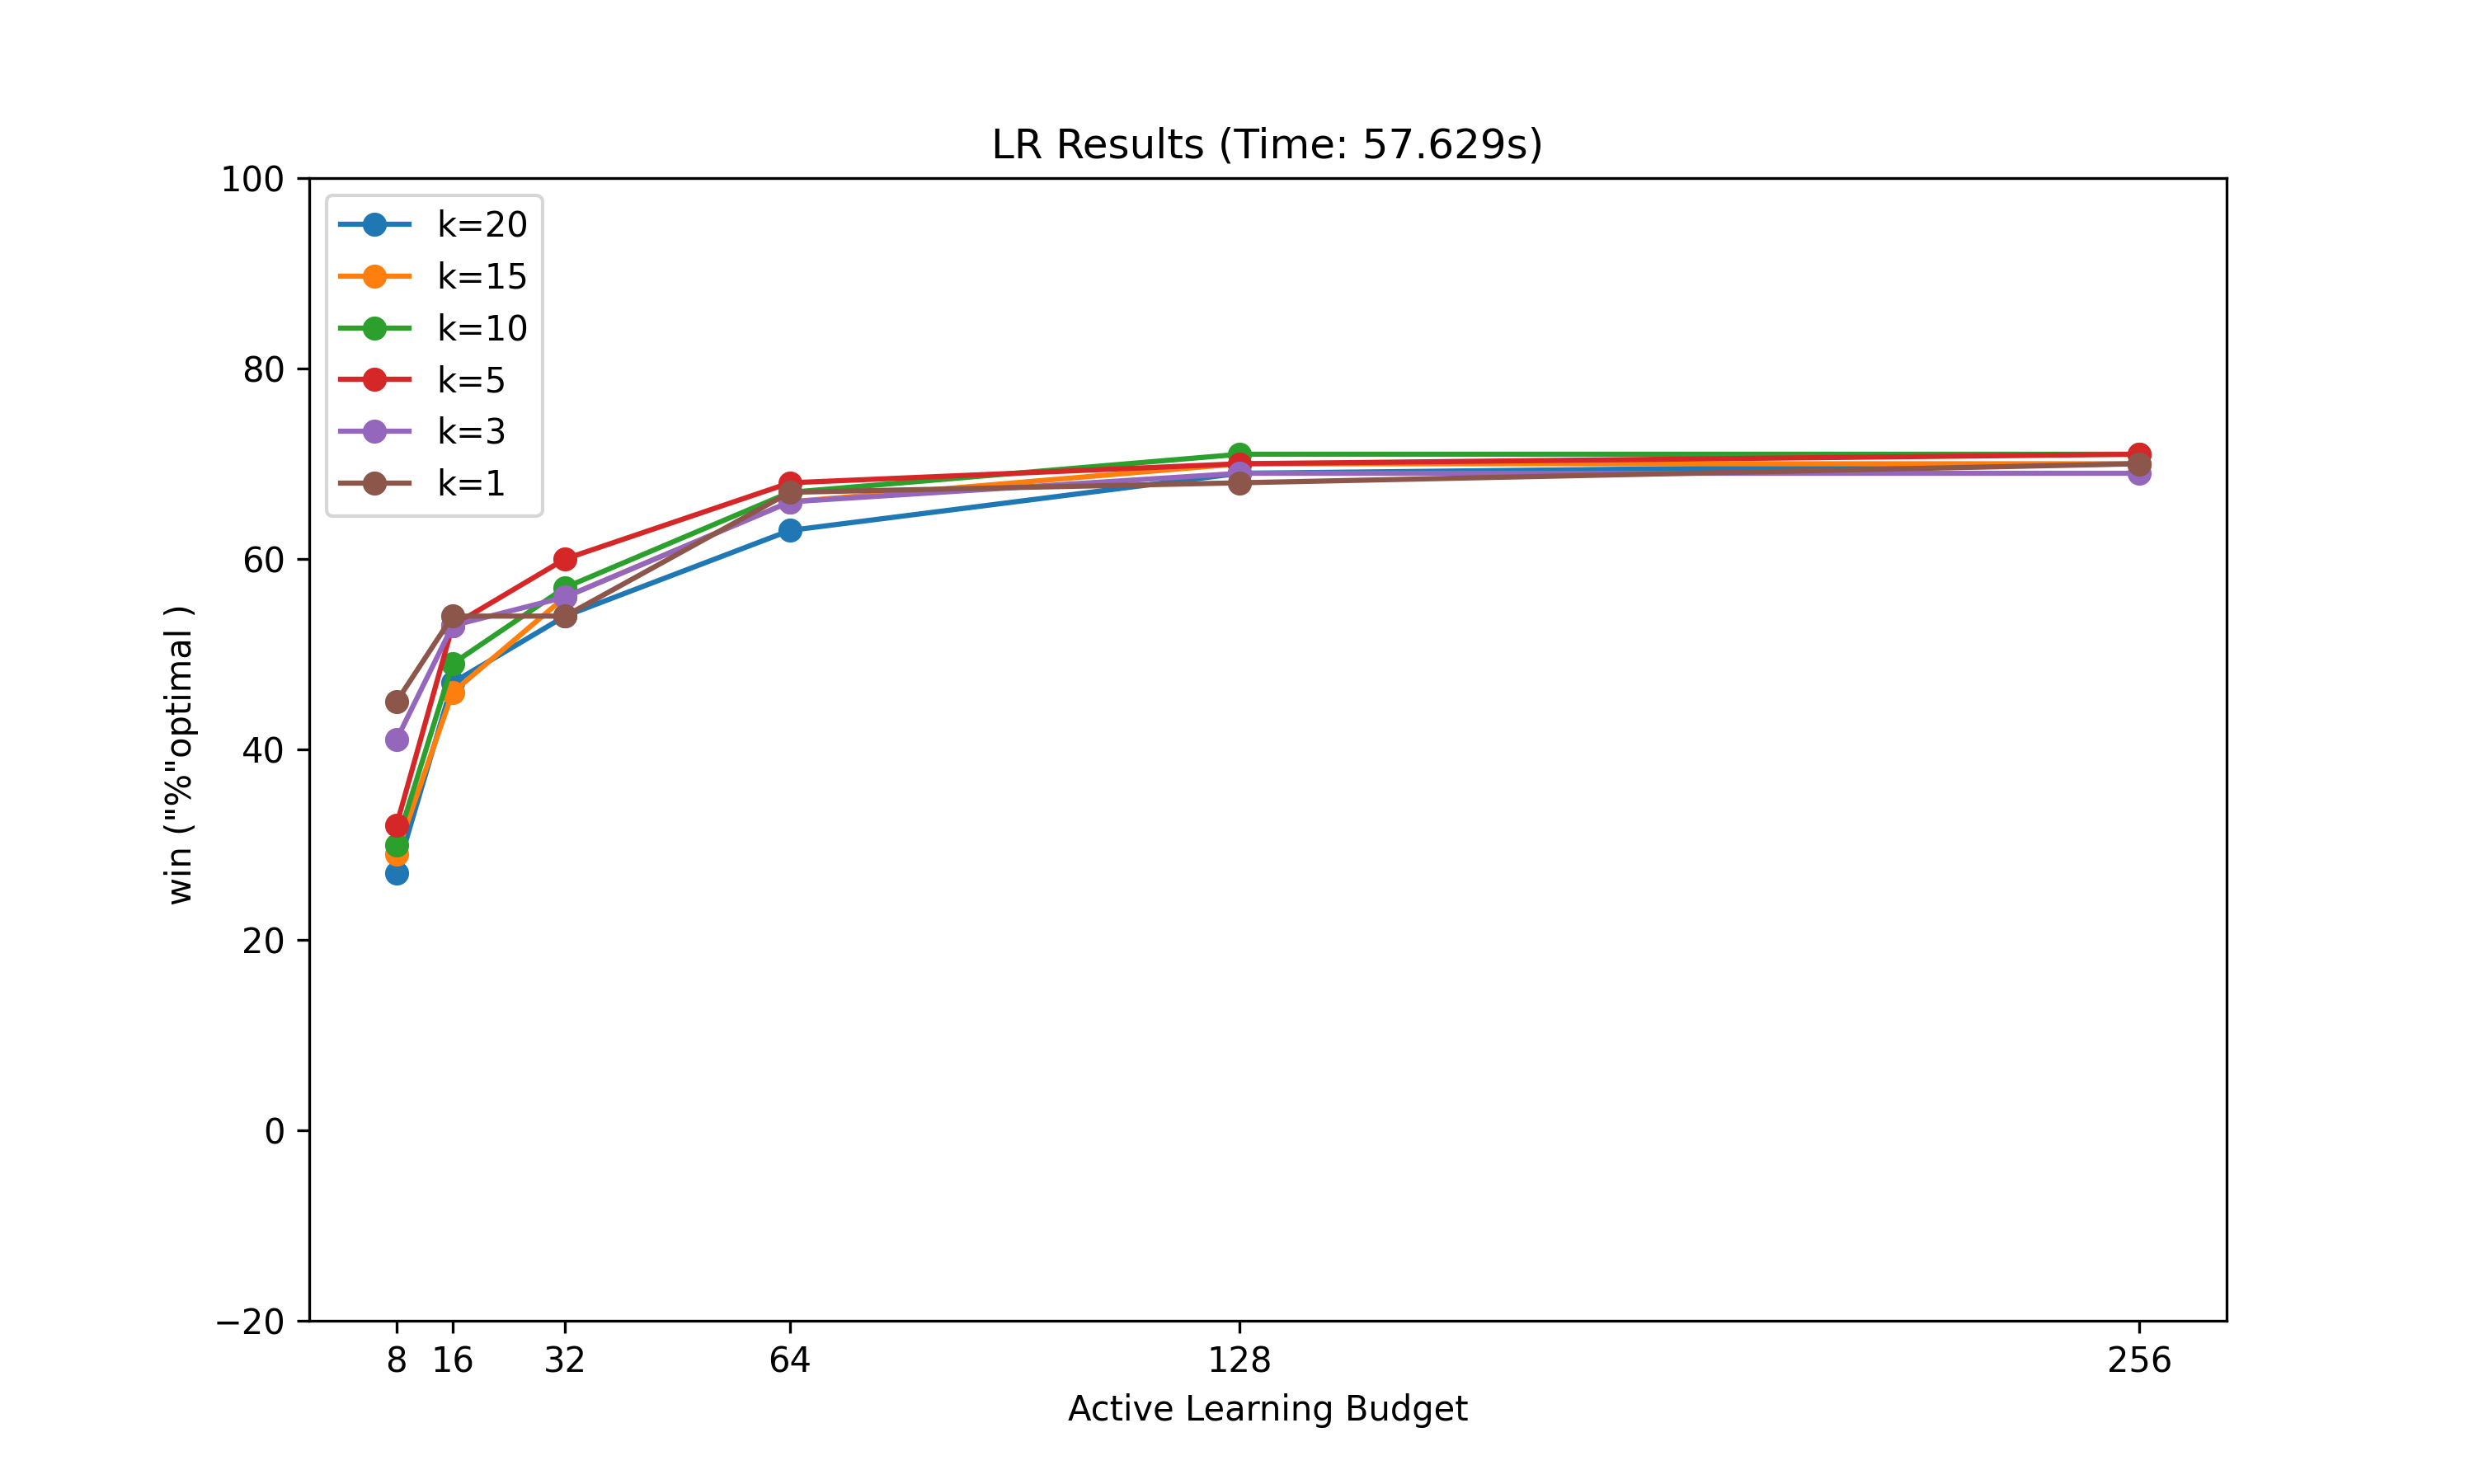 LR Results (Time: 57.629s)
100
80
60
40
20
0
−20
win ("%"optimal )
k=20
k=15
k=10
k=5
k=3
k=1
8 16 32 64 128 256
Active Learning Budget